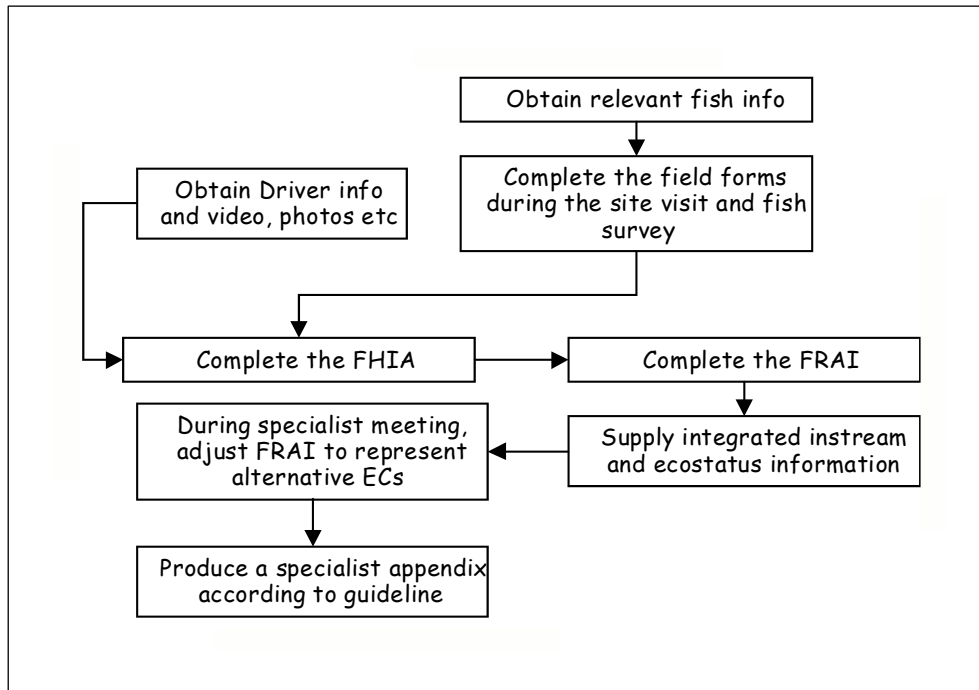 Obtain relevant fish info
Obtain Driver info
and video, photos etc
Complete the field forms
during the site visit and fish
survey
Complete the FHIA
Complete the FRAI
During specialist meeting,
adjust FRAI to represent
alternative ECs
Supply integrated instream
and ecostatus information
Produce a specialist appendix
according to guideline